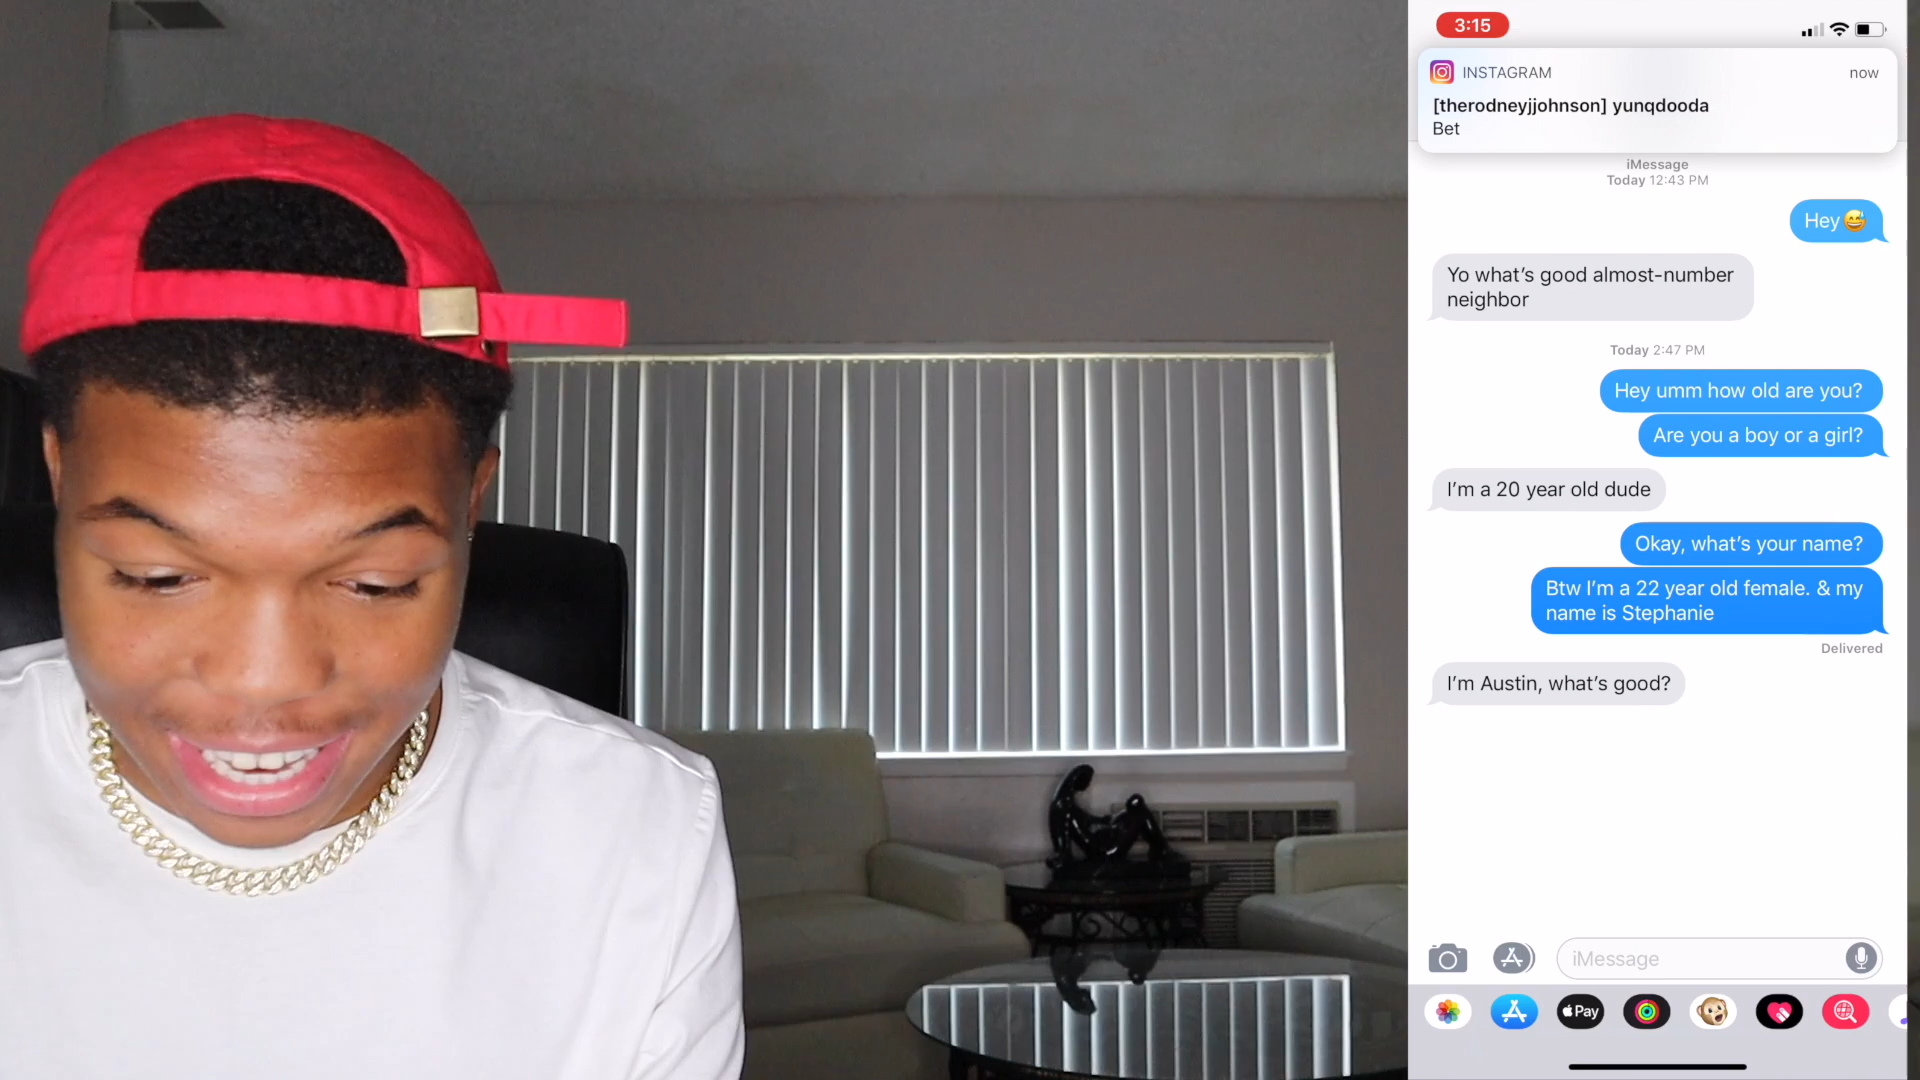 3:15
INSTAGRAM
now
[therodneyjjohnson] yunqdooda
Bet
iMessage
Today 12:43 PM
Hey 😅
Yo what's good almost-number
neighbor
Today 2:47 PM
Hey umm how old are you?
Are you a boy or a girl?
I'm a 20 year old dude
Okay, what's your name?
Btw I'm a 22 year old female. & my
name is Stephanie
Delivered
I'm Austin, what's good?
iMessage
Pay